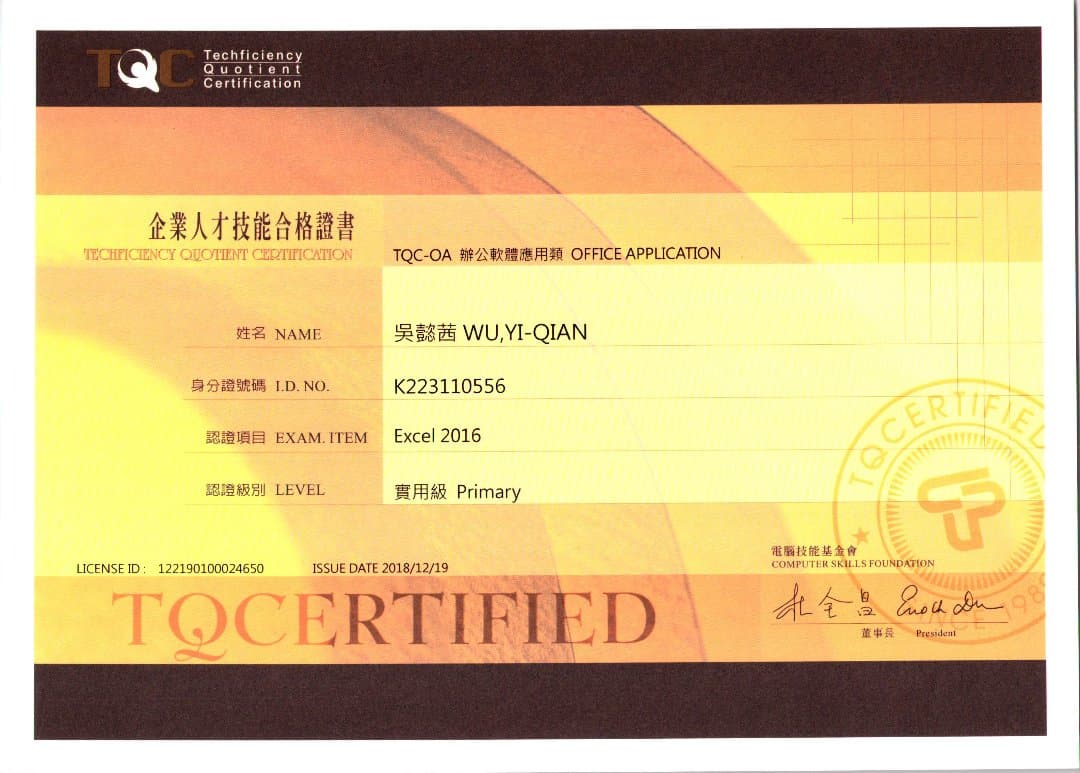 TQC Techficiency
Quotient
Certification
企業人才技能合格證書
TECHFICIENCY QUOTIENT CERTIFICATION
TQC-OA 辦公軟體應用類 OFFICE APPLICATION
姓名 NAME 吳懿茜 WU,YI-QIAN
身分證號碼 I.D. NO. K223110556
認證項目 EXAM. ITEM Excel 2016
認證級別 LEVEL 實用級 Primary
TQCERTIFIED
SINCE 198
電腦技能基金會
COMPUTER SKILLS FOUNDATION
LICENSE ID : 122190100024650 ISSUE DATE 2018/12/19
TQCERTIFIED
杜全昌 Enoch Du
董事長 President